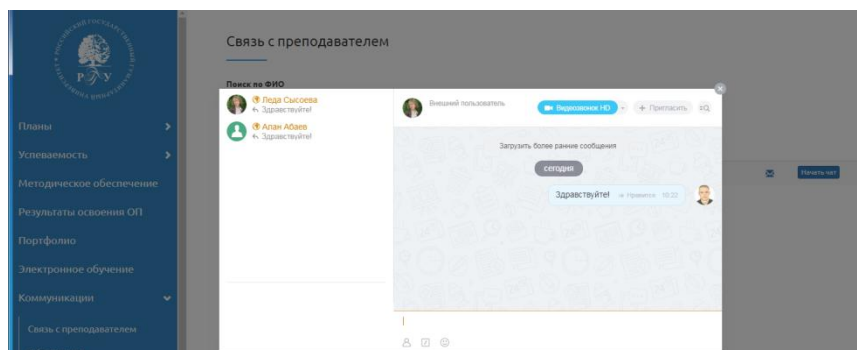 РГУ
Планы
Успеваемость
Методическое обеспечение
Результаты освоения ОП
Портфолио
Электронное обучение
Коммуникации
Связь с преподавателем
Связь с преподавателем
Поиск по ФИО
Леда Сысоева
Здравствуйте!
Алан Абаев
Здравствуйте!
Внешний пользователь
Видеозвонок HD
+ Пригласить
Загрузить более ранние сообщения
сегодня
Здравствуйте! Нравится 10:20
Начать чат